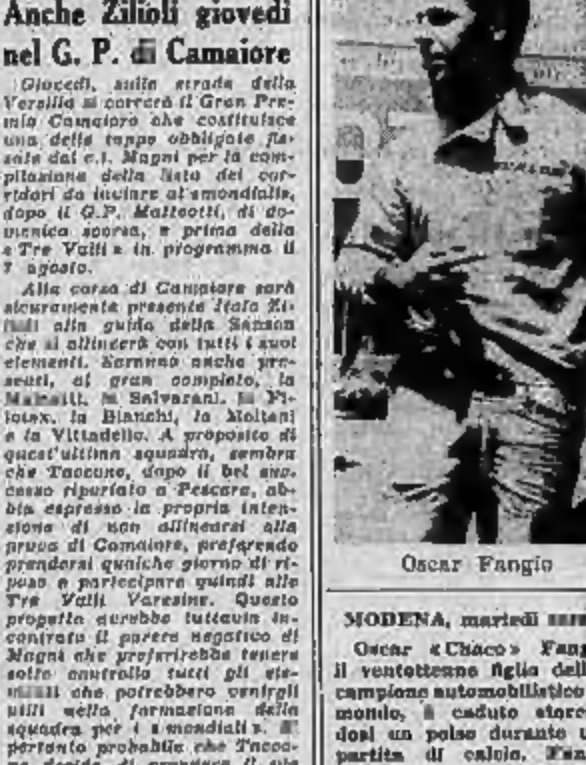 Anche Zilioli giovedì
nel G. P. di Camaiore
Giovedì, sulle strade della
Versilia si correrà il Gran Pre-
mio Camaiore che costituisce
una delle tappe obbligate fis-
sate dal c.t. Magni per la com-
pilazione della lista dei cor-
ridori da inviare ai «mondiali»,
dopo il G.P. Matteotti, di do-
menica scorsa, e prima della
«Tre Valli» in programma il
7 agosto.
Alla corsa di Camaiore sarà
sicuramente presente Italo Zi-
alla guida della Sanson
che si allineerà con tutti i suoi
elementi. Saranno anche pre-
senti, al gran completo, la
Salvarani, Fi-
lotex, la Bianchi, la Molteni
e la Vittadello. A proposito di
quest'ultima squadra, sembra
che Taccone, dopo il bel suc-
cesso riportato a Pescara, ab-
bia espresso la propria inten-
zione di non allinearsi alla
prova di Camaiore, preferendo
prendersi qualche giorno di ri-
poso e partecipare quindi alle
Tre Valli Varesine. Questo
progetto avrebbe tuttavia in-
contrato il parere negativo di
Magni che preferirebbe tenere
sotto controllo tutti gli ele-
che potrebbero venirgli
utili nella formazione della
squadra per i «mondiali».
pertanto probabile che Tacco-
Oscar Fangio
MODENA, martedì
Oscar «Chaco» Fang
il ventottenne figlio dell
campione automobilistico
mondo, è caduto storc
dosi un polso durante u
partita di calcio. Fan